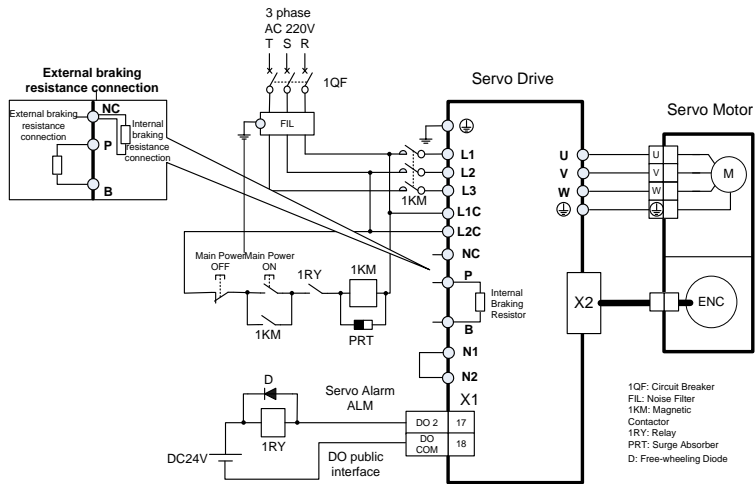 3 phase
AC 220V
T S R
1QF
FIL
External braking
resistance connection
External braking
resistance
connection
NC
Internal
braking
resistance
connection
P
B
Servo Drive
Servo Motor
L1
L2
L3
1KM
L1C
L2C
NC
P
B
Internal
Braking
Resistor
N1
N2
U
V
W
U
V
W
M
X2
ENC
Main Power
OFF
Main Power
ON
1RY
1KM
1KM
PRT
D
1RY
DC24V
Servo Alarm
ALM
DO public
interface
X1
DO 2 17
DO
COM 18
1QF: Circuit Breaker
FIL: Noise Filter
1KM: Magnetic
Contactor
1RY: Relay
PRT: Surge Absorber
D: Free-wheeling Diode